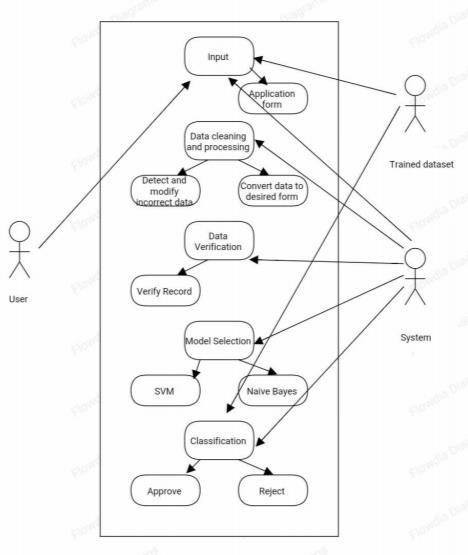 Input
Application
form
Trained dataset
Data cleaning
and processing
Detect and
modify
incorrect data
Convert data to
desired form
Data
Verification
User
Verify Record
System
Model Selection
SVM
Naive Bayes
Classification
Approve
Reject